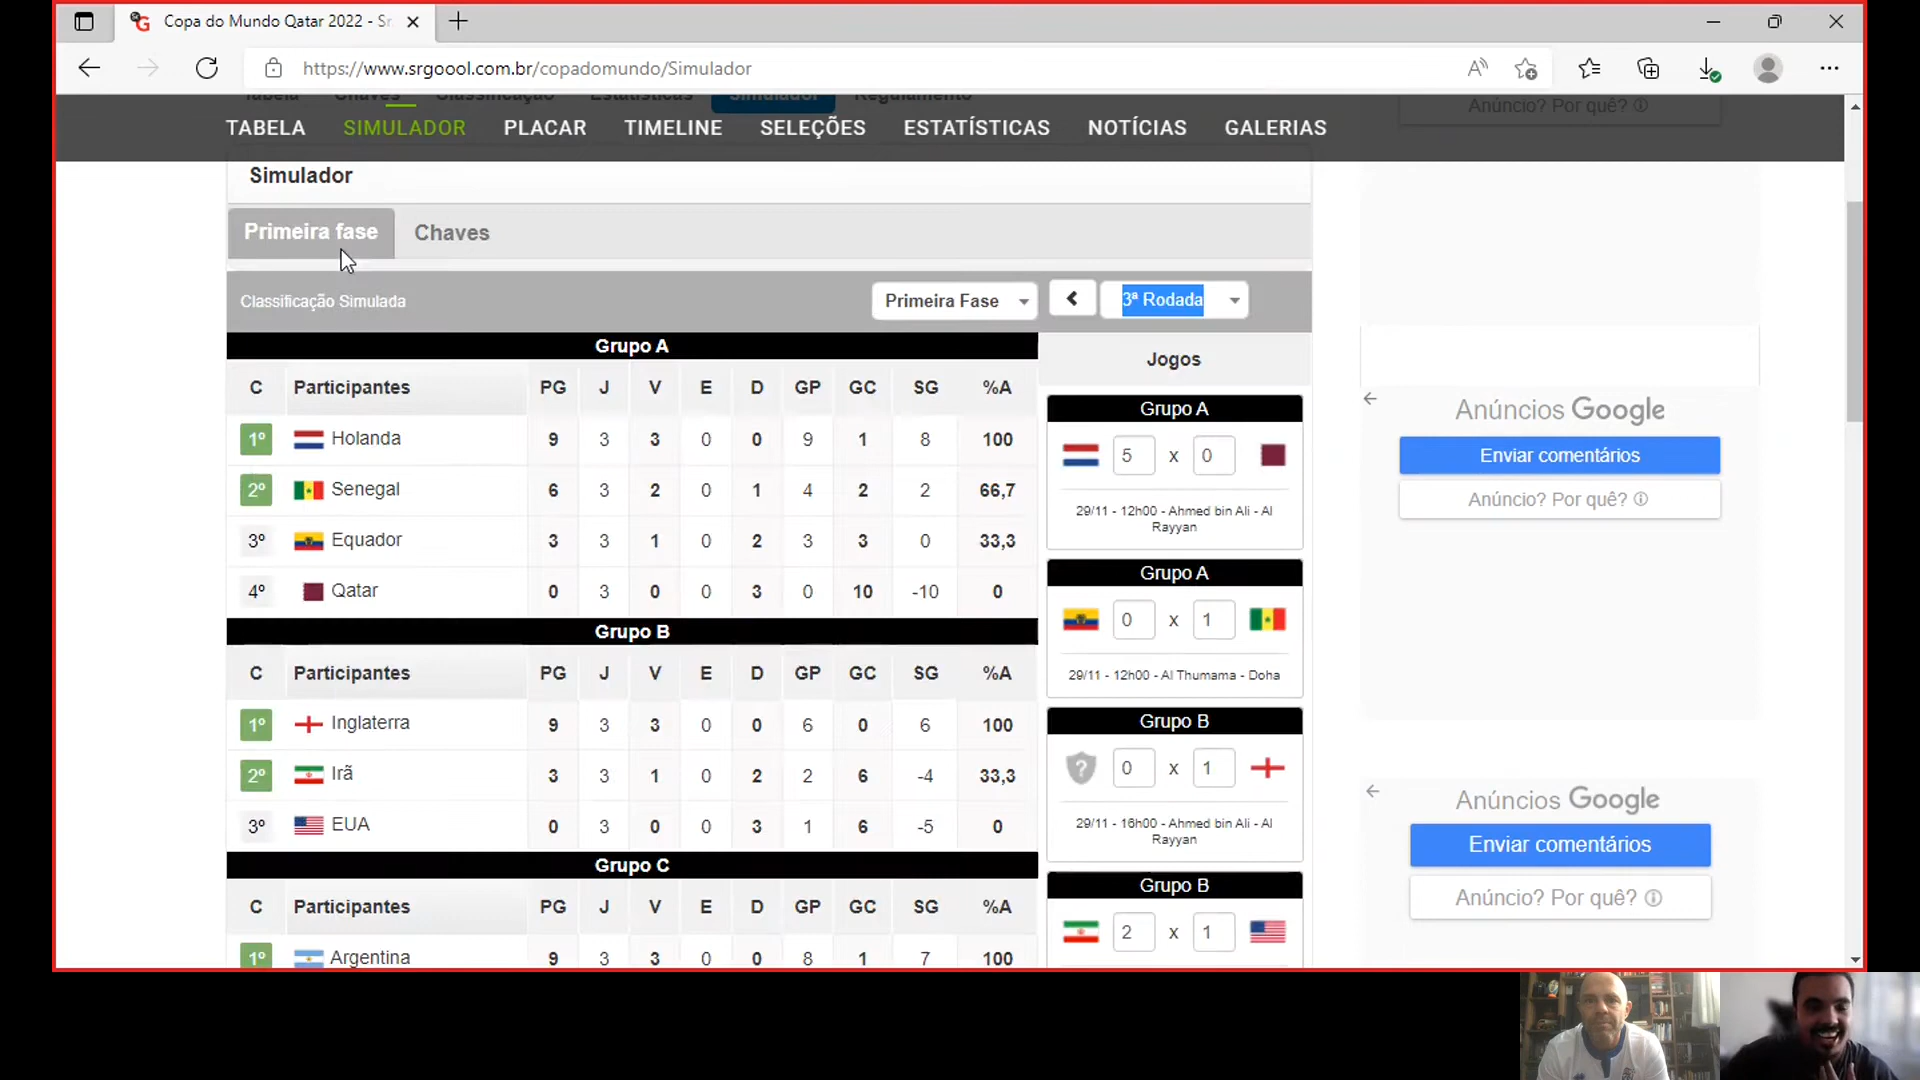 Copa do Mundo Qatar 2022 - Sr
https://www.srgoool.com.br/copadomundo/Simulador
Tabela Chaves Classificação Estatísticas Simulador Regulamento
Anúncio? Por quê?
TABELA SIMULADOR PLACAR TIMELINE SELEÇÕES ESTATÍSTICAS NOTÍCIAS GALERIAS
Simulador
Primeira fase Chaves
Classificação Simulada Primeira Fase 3ª Rodada
Grupo A
C Participantes PG J V E D GP GC SG %A
1º Holanda 9 3 3 0 0 9 1 8 100
2º Senegal 6 3 2 0 1 4 2 2 66,7
3º Equador 3 3 1 0 2 3 3 0 33,3
4º Qatar 0 3 0 0 3 0 10 -10 0
Grupo B
C Participantes PG J V E D GP GC SG %A
1º Inglaterra 9 3 3 0 0 6 0 6 100
2º Irã 3 3 1 0 2 2 6 -4 33,3
3º EUA 0 3 0 0 3 1 6 -5 0
Grupo C
C Participantes PG J V E D GP GC SG %A
1º Argentina 9 3 3 0 0 8 1 7 100
Jogos
Grupo A
5 x 0
29/11 - 12h00 - Ahmed bin Ali - Al
Rayyan
Grupo A
0 x 1
29/11 - 12h00 - Al Thumama - Doha
Grupo B
? 0 x 1
29/11 - 16h00 - Ahmed bin Ali - Al
Rayyan
Grupo B
2 x 1
Anúncios Google
Enviar comentários
Anúncio? Por quê?
Anúncios Google
Enviar comentários
Anúncio? Por quê?